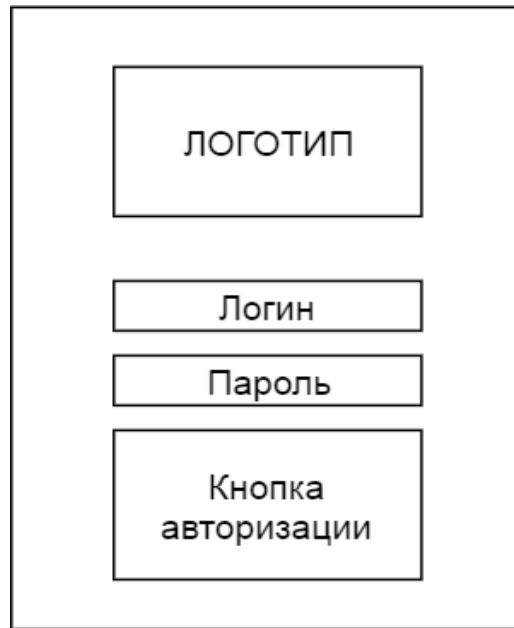 ЛОГОТИП
Логин
Пароль
Кнопка
авторизации